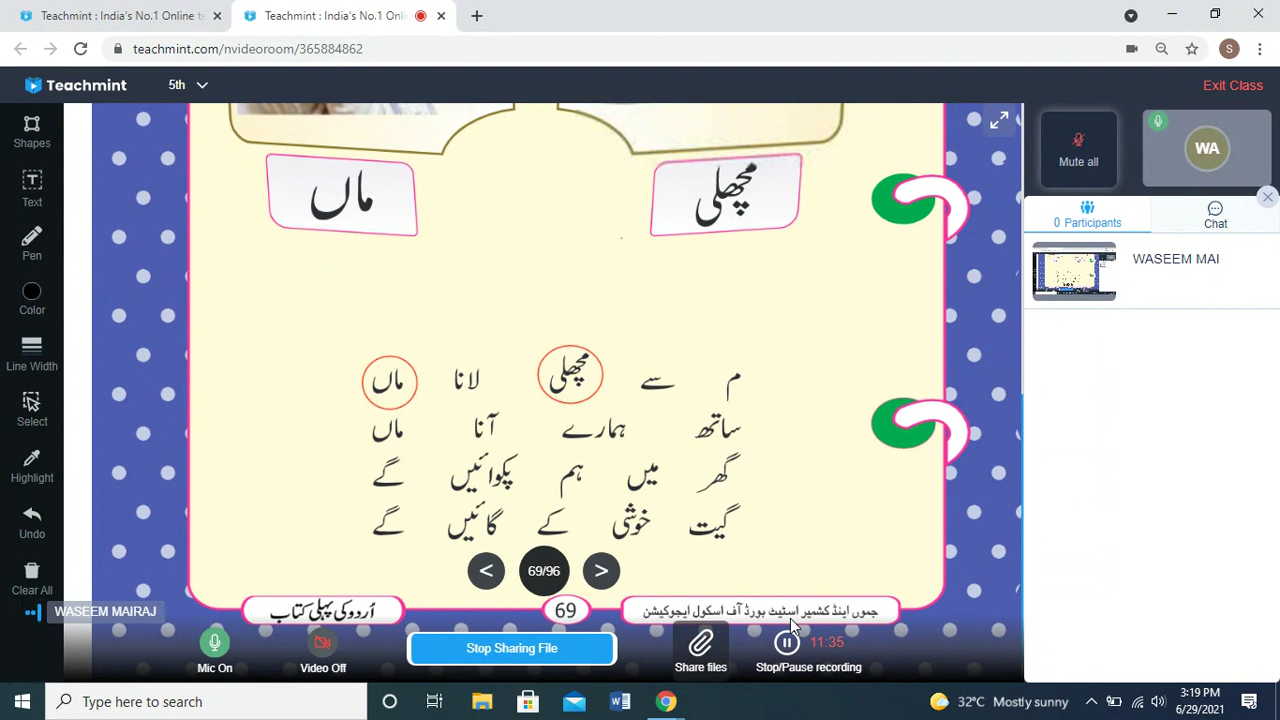 Teachmint : India's No.1 Online te
Teachmint : India's No.1 Onli
teachmint.com/nvideoroom/365884862
S
Teachmint
5th
Exit Class
Shapes
Text
Pen
Color
Line Width
Select
Highlight
Undo
Clear All
مچھلی
ماں
م سے مچھلی لانا ماں
ساتھ ہمارے آنا ماں
گھر میں ہم پکوائیں گے
گیت خوشی کے گائیں گے
< 69/96 >
جموں اینڈ کشمیر اسٹیٹ بورڈ آف اسکول ایجوکیشن
69
اُردو کی پہلی کتاب
WASEEM MAIRAJ
Mic On
Video Off
Stop Sharing File
Share files
11:35
Stop/Pause recording
Mute all
WA
0 Participants
Chat
WASEEM MAI
Type here to search
32°C Mostly sunny
3:19 PM
6/29/2021